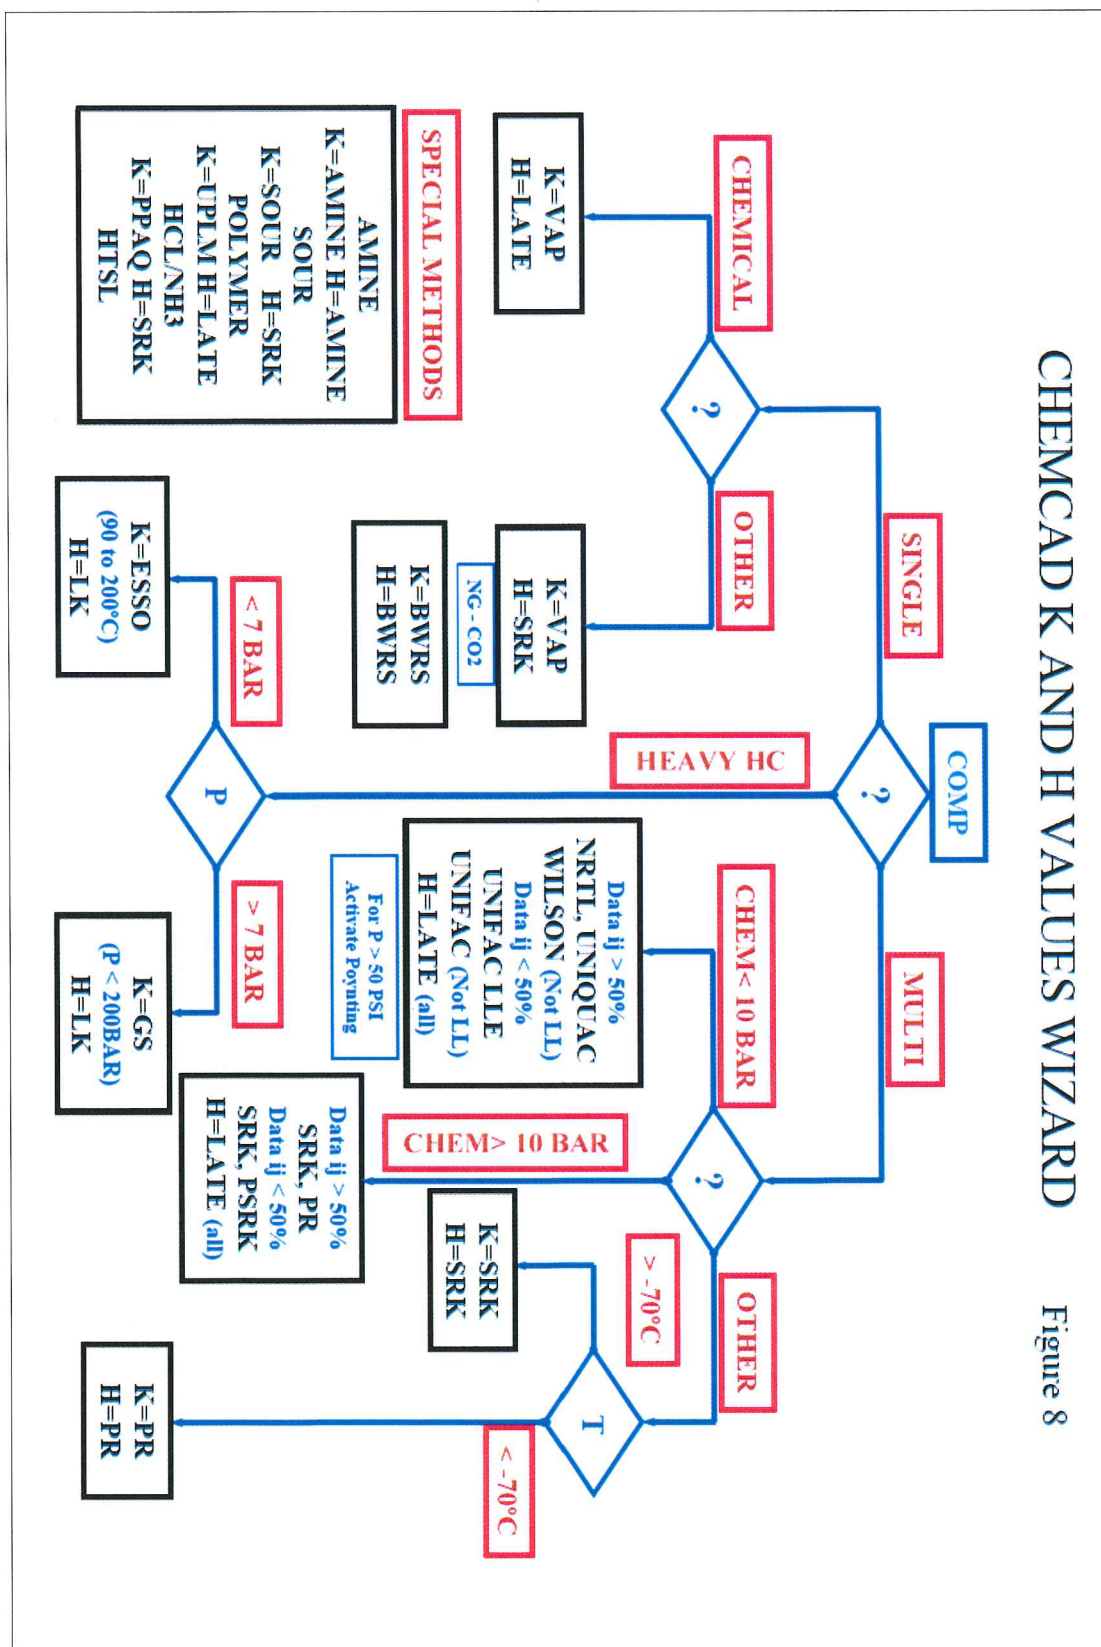 CHEMCAD K AND H VALUES WIZARD
Figure 8
COMP
?
SINGLE
MULTI
HEAVY HC
?
CHEMICAL
OTHER
K=VAP
H=LATE
K=VAP
H=SRK
NG - CO2
K=BWRS
H=BWRS
?
CHEM< 10 BAR
OTHER
Data ij > 50%
NRTL, UNIQUAC
WILSON (Not LL)
Data ij < 50%
UNIFAC LLE
UNIFAC (Not LL)
H=LATE (all)
For P > 50 PSI
Activate Poynting
CHEM> 10 BAR
Data ij > 50%
SRK, PR
Data ij < 50%
SRK, PSRK
H=LATE (all)
T
> -70°C
K=SRK
H=SRK
< -70°C
K=PR
H=PR
P
< 7 BAR
> 7 BAR
K=ESSO
(90 to 200°C)
H=LK
K=GS
(P < 200BAR)
H=LK
SPECIAL METHODS
AMINE
K=AMINE H=AMINE
SOUR
K=SOUR H=SRK
POLYMER
K=UPLM H=LATE
HCL/NH3
K=PPAQ H=SRK
HTSL